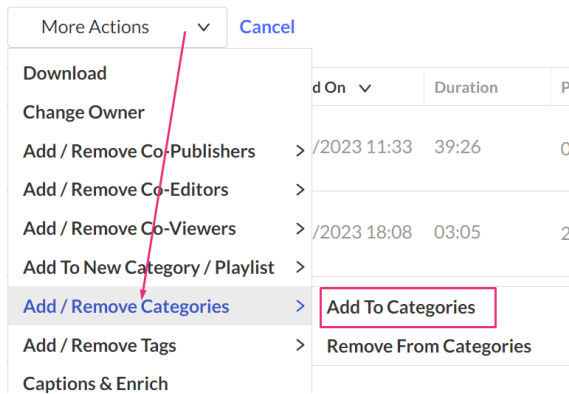 More Actions Cancel
Download
d On Duration P
Change Owner
Add / Remove Co-Publishers /2023 11:33 39:26 0
Add / Remove Co-Editors
Add / Remove Co-Viewers /2023 18:08 03:05 2
Add To New Category / Playlist
Add / Remove Categories Add To Categories
Add / Remove Tags Remove From Categories
Captions & Enrich